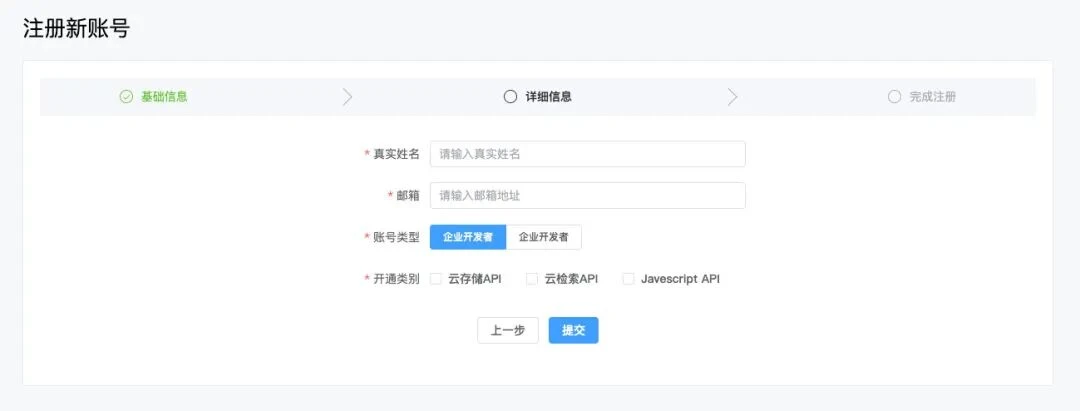 注册新账号
基础信息 详细信息 完成注册
* 真实姓名 请输入真实姓名
* 邮箱 请输入邮箱地址
* 账号类型 企业开发者 企业开发者
* 开通类别 云存储API 云检索API Javescript API
上一步 提交